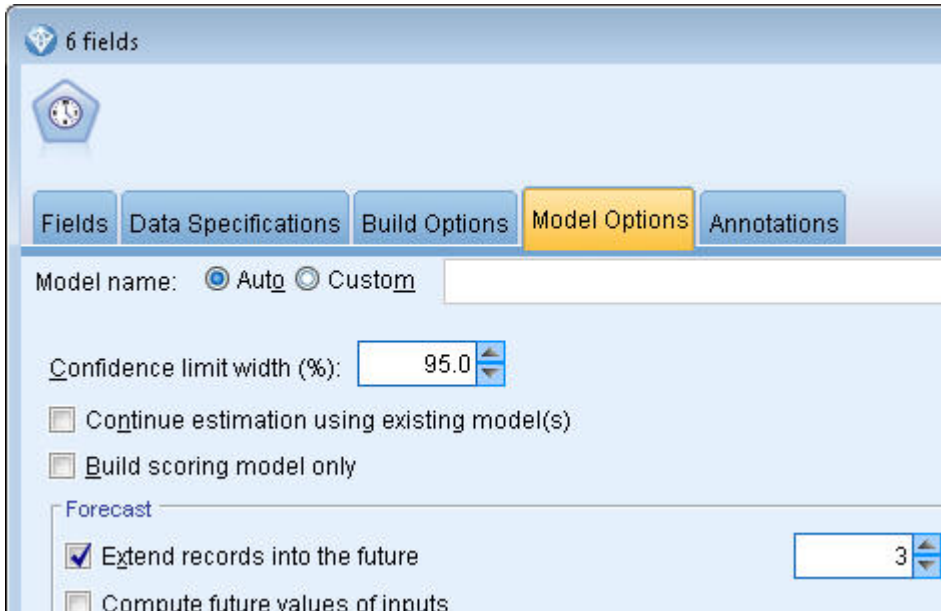 6 fields
Fields Data Specifications Build Options Model Options Annotations
Model name: Auto Custom
Confidence limit width (%): 95.0
Continue estimation using existing model(s)
Build scoring model only
Forecast
Extend records into the future 3
Compute future values of inputs